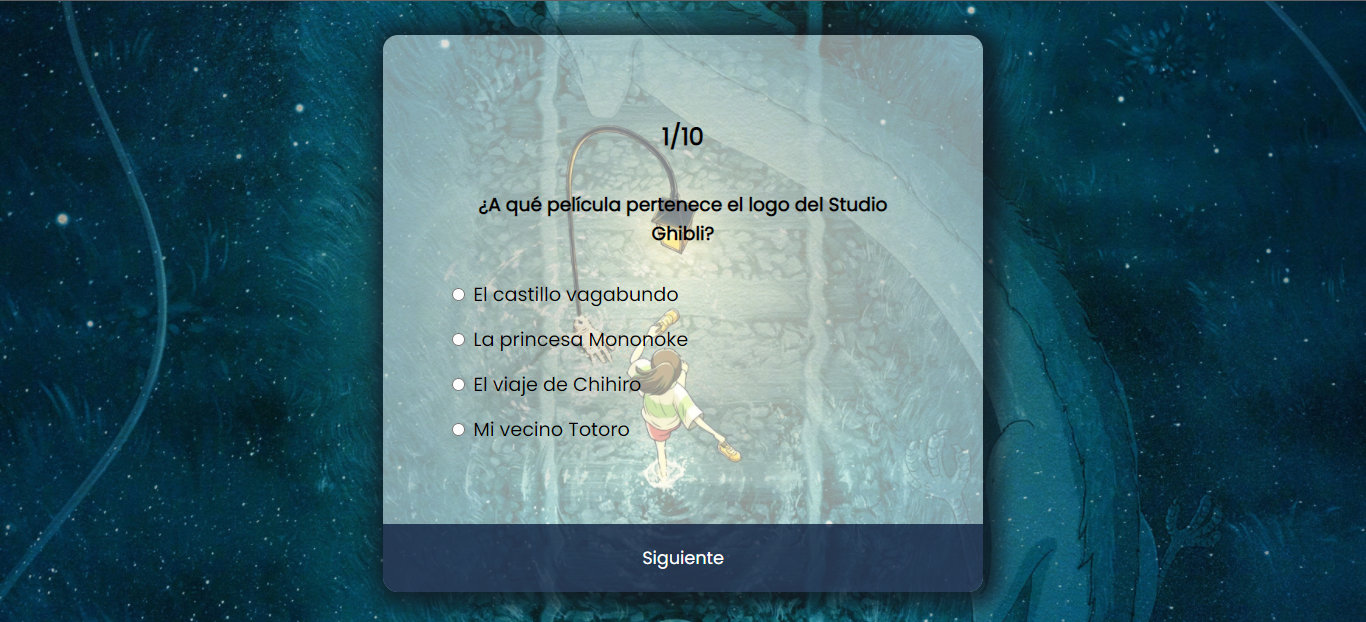 1/10
¿A qué película pertenece el logo del Studio
Ghibli?
El castillo vagabundo
La princesa Mononoke
El viaje de Chihiro
Mi vecino Totoro
Siguiente